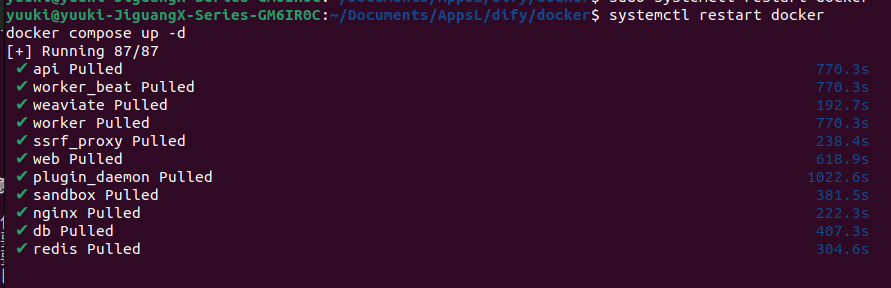 yuuki@yuuki-JiguangX-Series-GM6IR0C:~/Documents/AppsL/dify/docker$ sudo systemctl restart docker
yuuki@yuuki-JiguangX-Series-GM6IR0C:~/Documents/AppsL/dify/docker$ systemctl restart docker
docker compose up -d
[+] Running 87/87
✔ api Pulled 770.3s
✔ worker_beat Pulled 770.3s
✔ weaviate Pulled 192.7s
✔ worker Pulled 770.3s
✔ ssrf_proxy Pulled 238.4s
✔ web Pulled 618.9s
✔ plugin_daemon Pulled 1022.6s
✔ sandbox Pulled 381.5s
✔ nginx Pulled 222.3s
✔ db Pulled 407.3s
✔ redis Pulled 304.6s